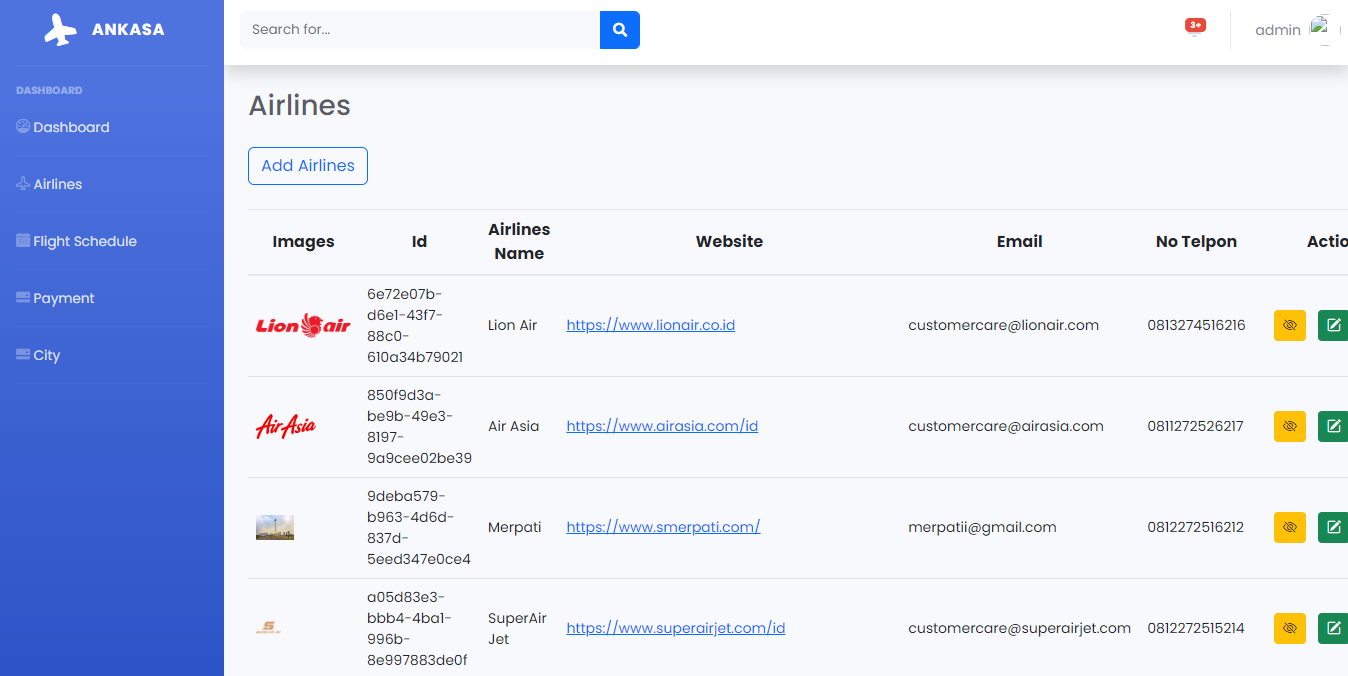 ANKASA
Search for...
3+
admin
DASHBOARD
Dashboard
Airlines
Flight Schedule
Payment
City
Airlines
Add Airlines
Images Id Airlines Name Website Email No Telpon Actio
Lion air
6e72e07b-
d6e1-43f7-
88c0-
610a34b79021
Lion Air
https://www.lionair.co.id
customercare@lionair.com
0813274516216
AirAsia
850f9d3a-
be9b-49e3-
8197-
9a9cee02be39
Air Asia
https://www.airasia.com/id
customercare@airasia.com
0811272526217
9deba579-
b963-4d6d-
837d-
5eed347e0ce4
Merpati
https://www.smerpati.com/
merpatii@gmail.com
0812272516212
a05d83e3-
bbb4-4ba1-
996b-
8e997883de0f
SuperAir
Jet
https://www.superairjet.com/id
customercare@superairjet.com
0812272515214